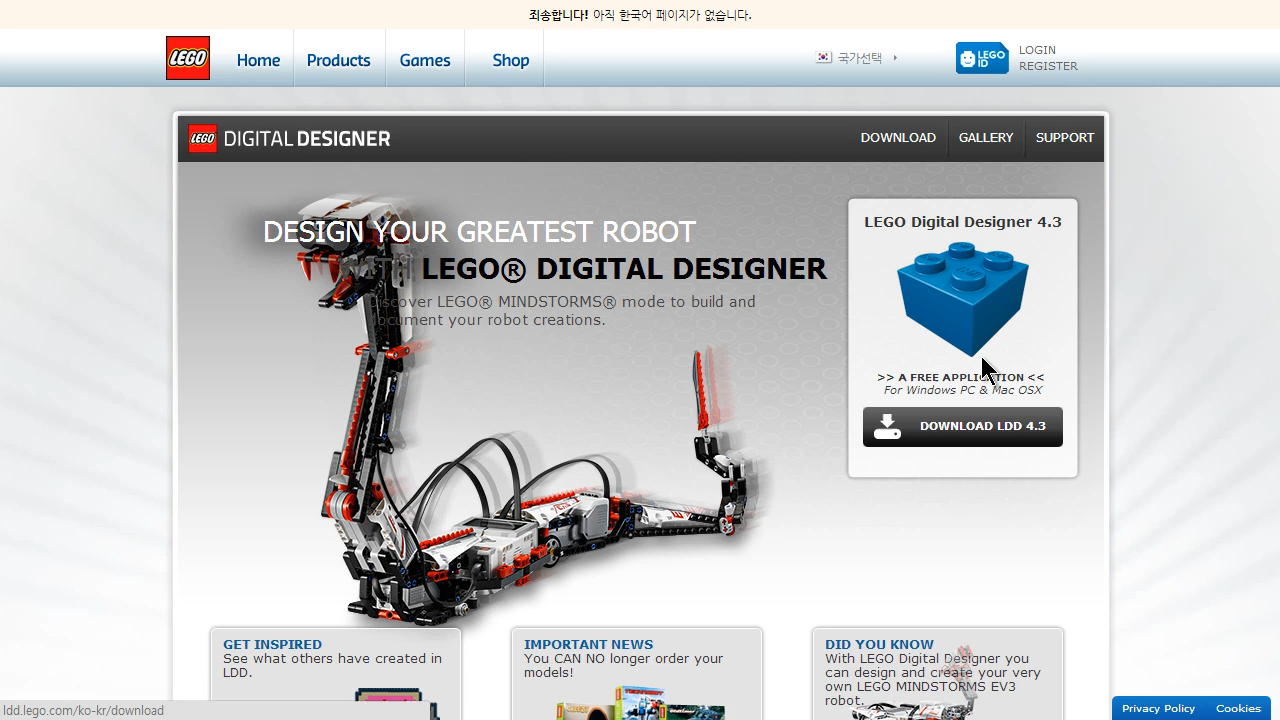 죄송합니다! 아직 한국어 페이지가 없습니다.
LEGO
Home
Products
Games
Shop
국가선택
LEGO ID
LOGIN
REGISTER
LEGO DIGITAL DESIGNER
DOWNLOAD
GALLERY
SUPPORT
DESIGN YOUR GREATEST ROBOT
WITH LEGO® DIGITAL DESIGNER
Discover LEGO® MINDSTORMS® mode to build and
document your robot creations.
LEGO Digital Designer 4.3
>> A FREE APPLICATION <<
For Windows PC & Mac OSX
DOWNLOAD LDD 4.3
GET INSPIRED
See what others have created in
LDD.
IMPORTANT NEWS
You CAN NO longer order your
models!
DID YOU KNOW
With LEGO Digital Designer you
can design and create your very
own LEGO MINDSTORMS EV3
robot.
ldd.lego.com/ko-kr/download
Privacy Policy
Cookies